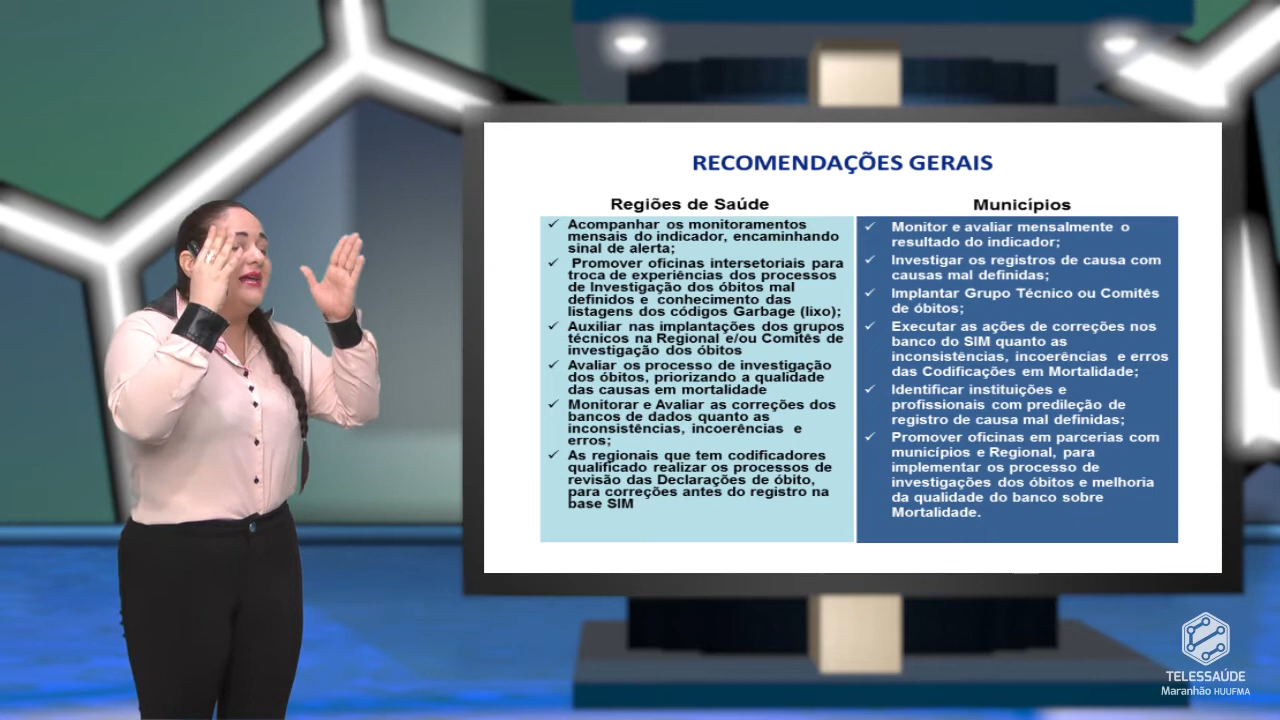 RECOMENDAÇÕES GERAIS
Regiões de Saúde
✓ Acompanhar os monitoramentos
mensais do indicador, encaminhando
sinal de alerta;
✓ Promover oficinas intersetoriais para
troca de experiências dos processos
de Investigação dos óbitos mal
definidos e conhecimento das
listagens dos códigos Garbage (lixo);
✓ Auxiliar nas implantações dos grupos
técnicos na Regional e/ou Comitês de
investigação dos óbitos
✓ Avaliar os processo de investigação
dos óbitos, priorizando a qualidade
das causas em mortalidade
✓ Monitorar e Avaliar as correções dos
bancos de dados quanto as
inconsistências, incoerências e
erros;
✓ As regionais que tem codificadores
qualificado realizar os processos de
revisão das Declarações de óbito,
para correções antes do registro na
base SIM
Municípios
✓ Monitor e avaliar mensalmente o
resultado do indicador;
✓ Investigar os registros de causa com
causas mal definidas;
✓ Implantar Grupo Técnico ou Comitês
de óbitos;
✓ Executar as ações de correções nos
banco do SIM quanto as
inconsistências, incoerências e erros
das Codificações em Mortalidade;
✓ Identificar instituições e
profissionais com predileção de
registro de causa mal definidas;
✓ Promover oficinas em parcerias com
municípios e Regional, para
implementar os processo de
investigações dos óbitos e melhoria
da qualidade do banco sobre
Mortalidade.
TELESSAÚDE
Maranhão HUUFMA